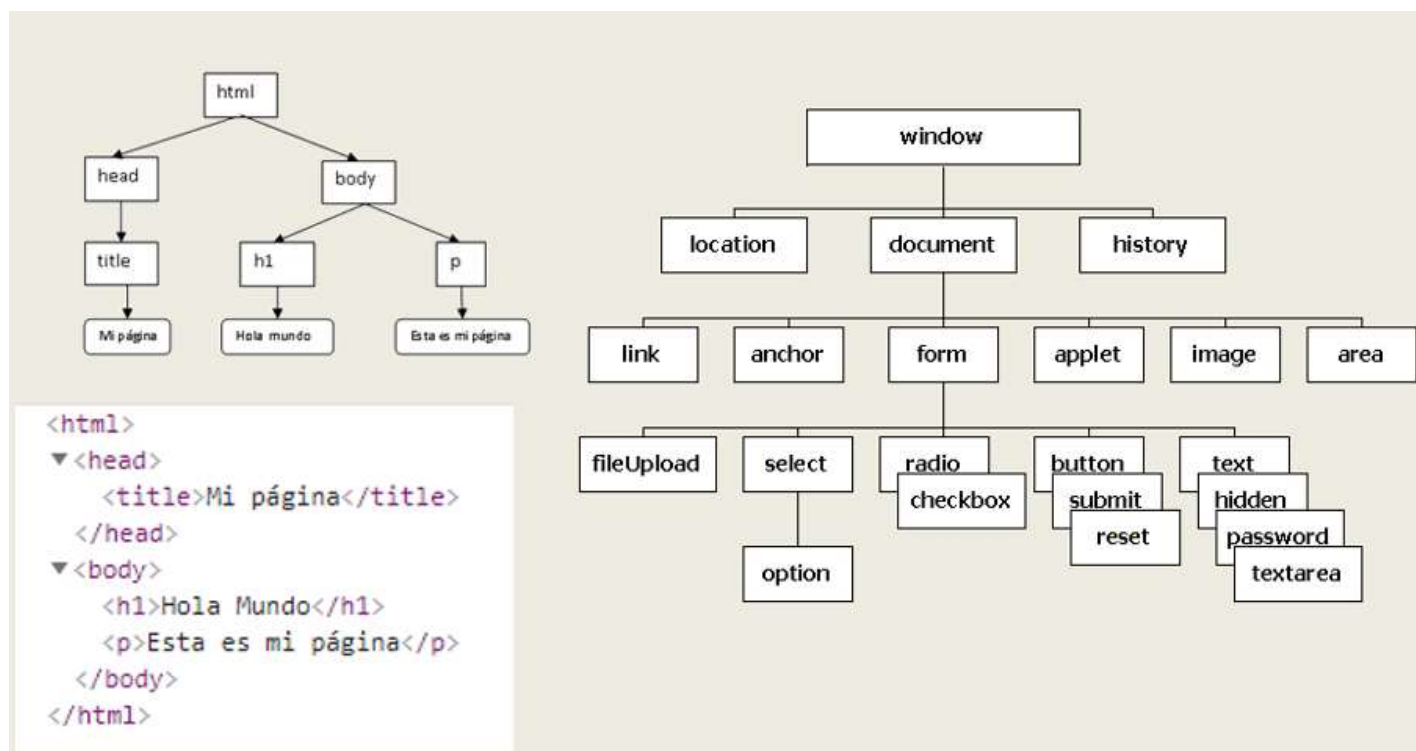 html
head
body
title
h1
p
Mi página
Hola mundo
Esta es mi página
<html>
▼<head>
<title>Mi página</title>
</head>
▼<body>
<h1>Hola Mundo</h1>
<p>Esta es mi página</p>
</body>
</html>
window
location
document
history
link
anchor
form
applet
image
area
fileUpload
select
radio
button
text
checkbox
submit
hidden
reset
password
option
textarea